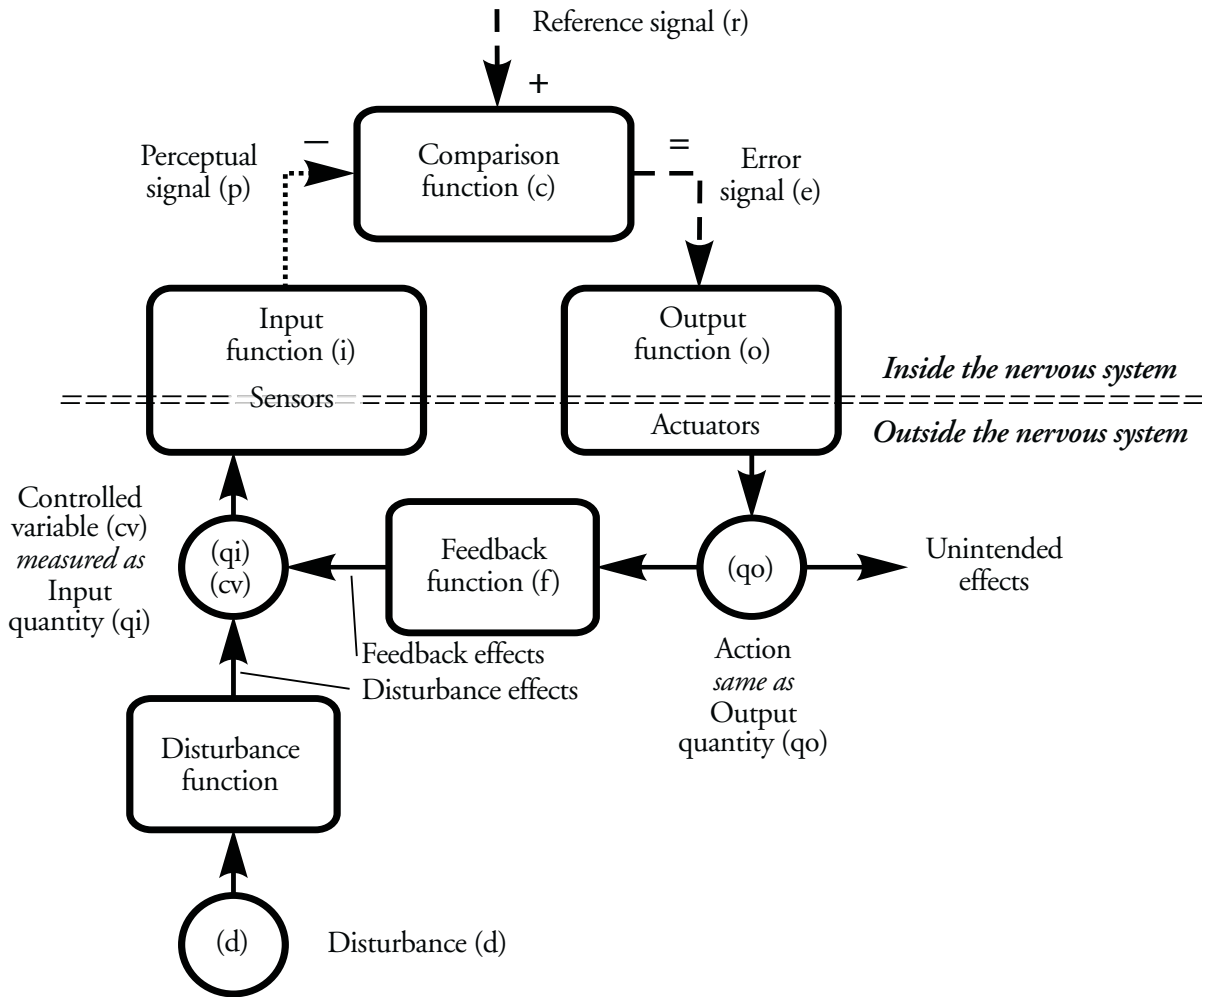 Reference signal (r)
+
−
=
Perceptual
signal (p)
Comparison
function (c)
Error
signal (e)
Input
function (i)
Sensors
Output
function (o)
Actuators
Inside the nervous system
Outside the nervous system
Controlled
variable (cv)
measured as
Input
quantity (qi)
(qi)
(cv)
Feedback
function (f)
(qo)
Unintended
effects
Feedback effects
Disturbance effects
Action
same as
Output
quantity (qo)
Disturbance
function
(d)
Disturbance (d)